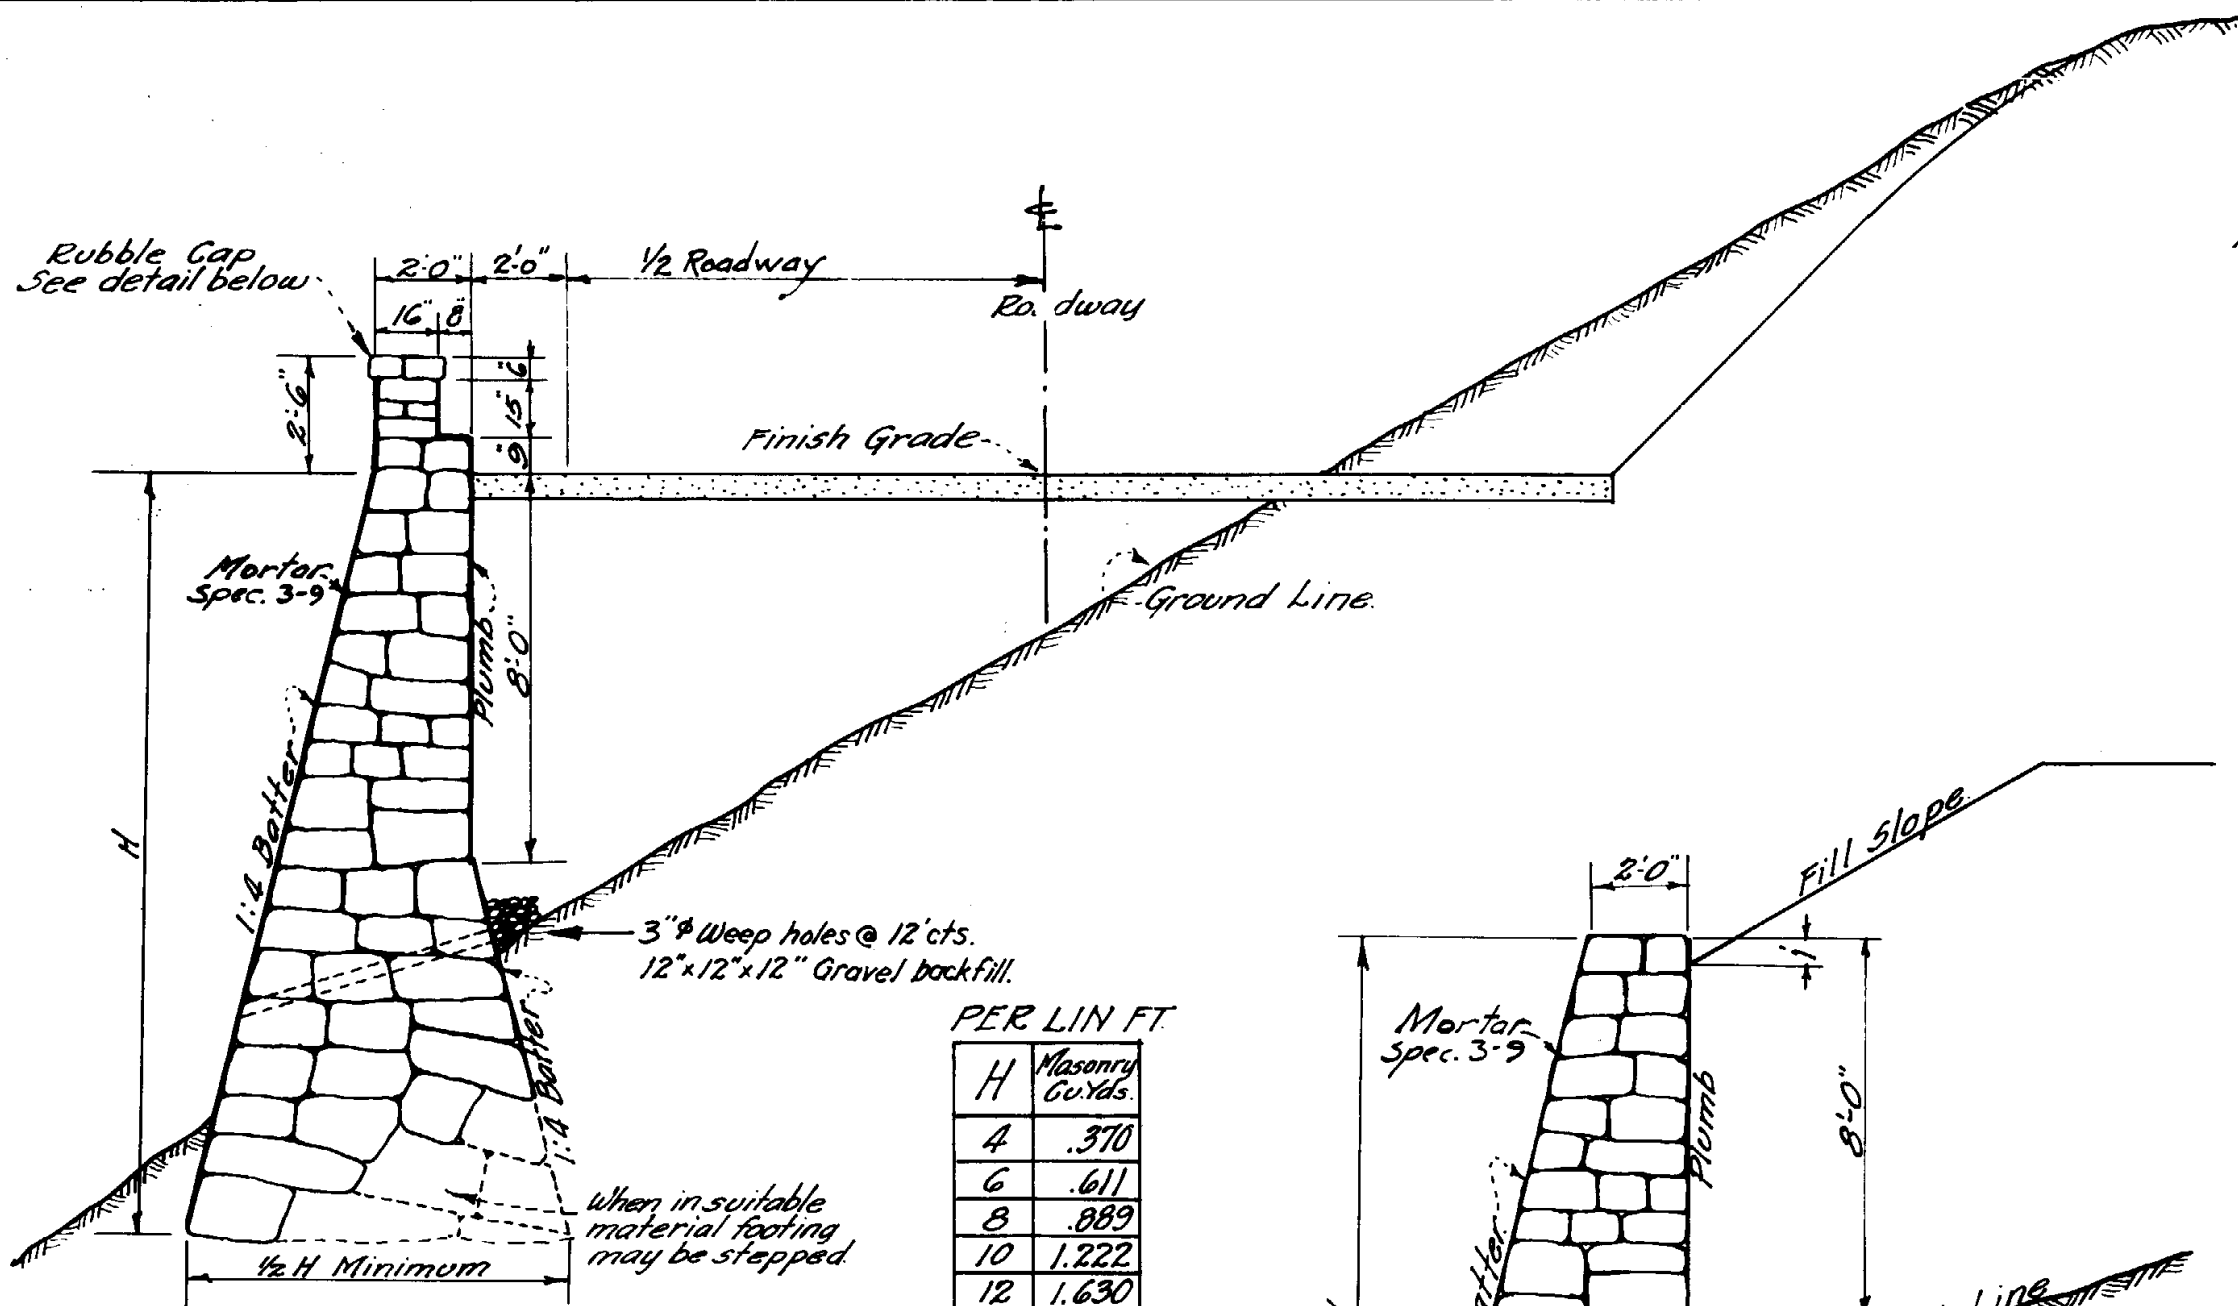 Rubble Cap
See detail below
2'-0"
2'-0"
1/2 Roadway
℄
Ro. dway
16"
8"
2'-6"
6"
15"
9"
Finish Grade
Mortar
Spec. 3-9
Plumb
8'-0"
Ground Line.
H
1:4 Batter
3"φ Weep holes @ 12' cts.
12"x12"x12" Gravel backfill.
1:4 Batter
When in suitable
material footing
may be stepped.
1/2 H Minimum
PER LIN FT.
H Masonry Cu.Yds.
4 .370
6 .611
8 .889
10 1.222
12 1.630
2'-0"
Fill Slope
1'
Mortar
Spec. 3-9
Plumb
8'-0"
atter
Line